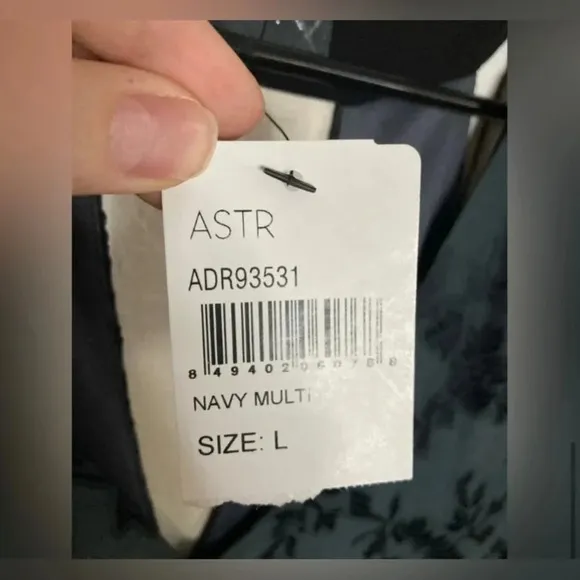 ASTR
ADR93531
NAVY MULTI
SIZE: L